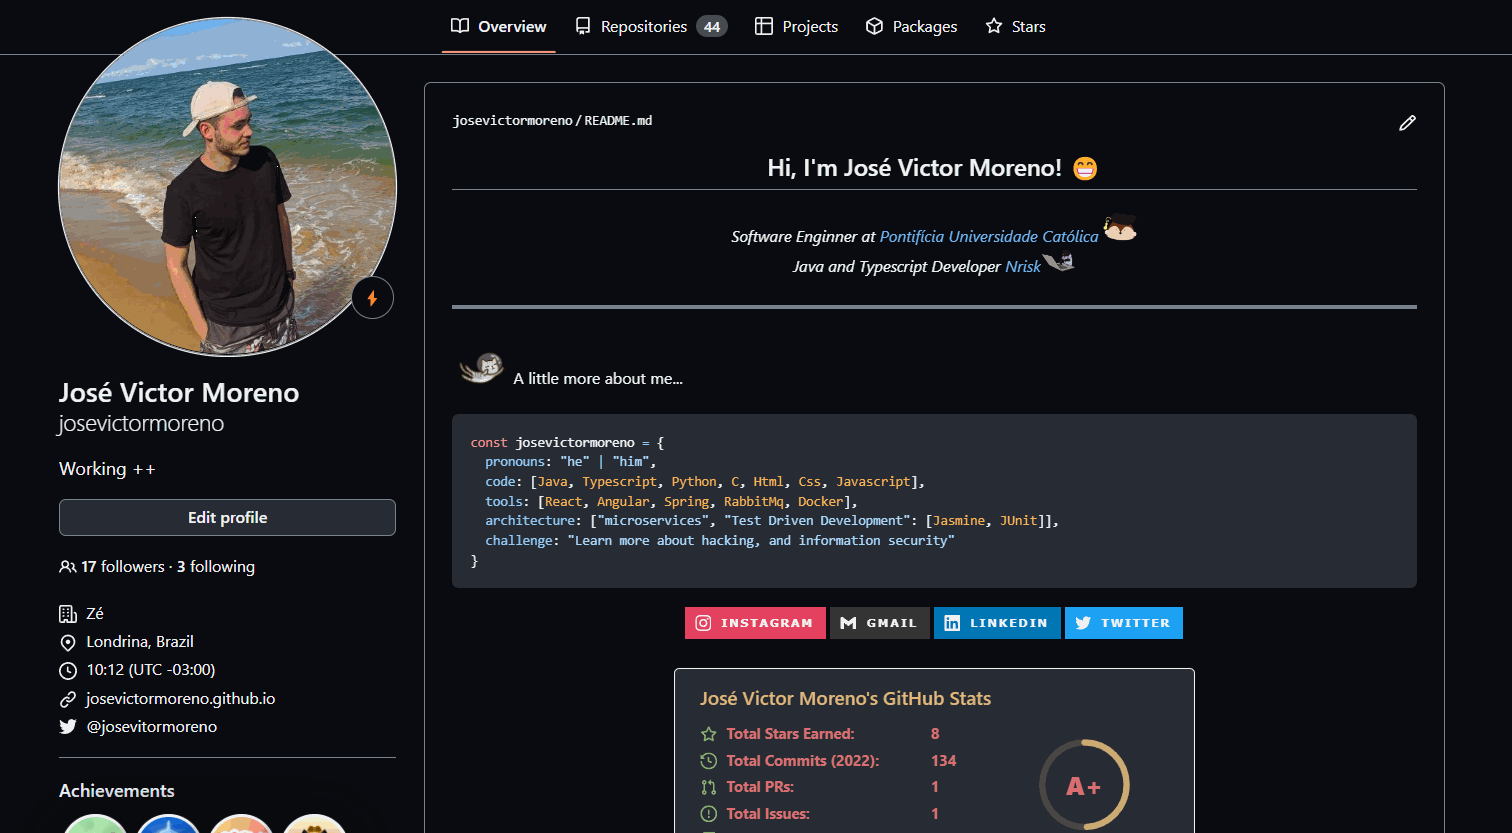 Overview Repositories 44 Projects Packages Stars
José Victor Moreno
josevictormoreno
Working ++
Edit profile
17 followers · 3 following
Zé
Londrina, Brazil
10:12 (UTC -03:00)
josevictormoreno.github.io
@josevitormoreno
Achievements
josevictormoreno / README.md
Hi, I'm José Victor Moreno! 😁
Software Enginner at Pontifícia Universidade Católica
Java and Typescript Developer Nrisk
A little more about me...
const josevictormoreno = {
  pronouns: "he" | "him",
  code: [Java, Typescript, Python, C, Html, Css, Javascript],
  tools: [React, Angular, Spring, RabbitMq, Docker],
  architecture: ["microservices", "Test Driven Development": [Jasmine, JUnit]],
  challenge: "Learn more about hacking, and information security"
}
INSTAGRAM GMAIL LINKEDIN TWITTER
José Victor Moreno's GitHub Stats
Total Stars Earned: 8
Total Commits (2022): 134
Total PRs: 1
Total Issues: 1
A+